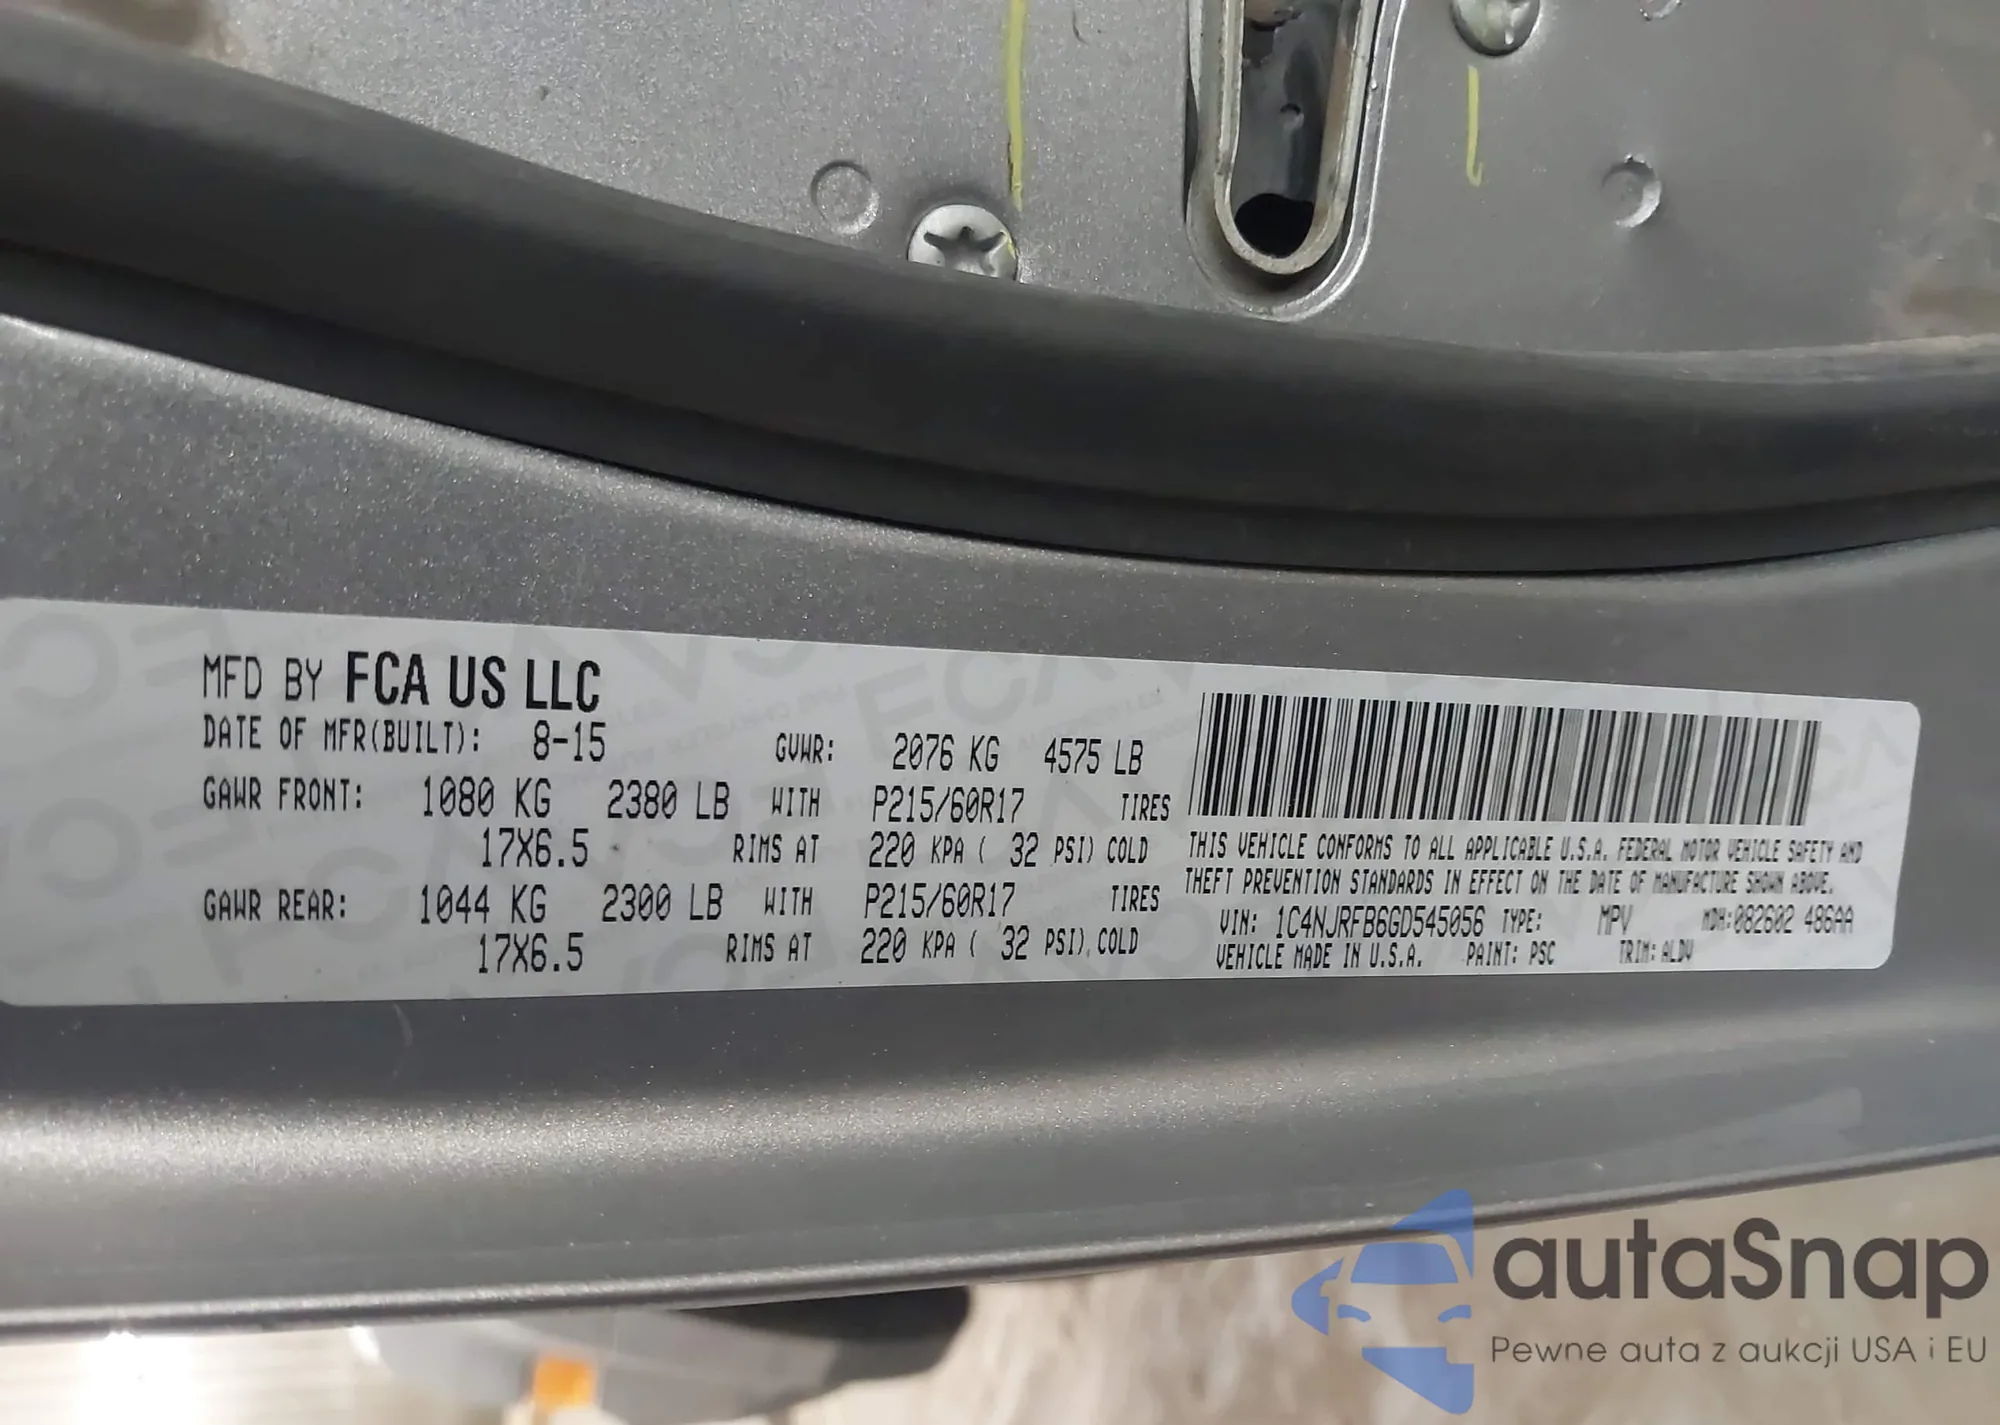 MFD BY FCA US LLC
DATE OF MFR(BUILT): 8-15 GVWR: 2076 KG 4575 LB
GAWR FRONT: 1080 KG 2380 LB WITH P215/60R17 TIRES
17X6.5 RIMS AT 220 KPA ( 32 PSI) COLD
GAWR REAR: 1044 KG 2300 LB WITH P215/60R17 TIRES
17X6.5 RIMS AT 220 KPA ( 32 PSI) COLD
THIS VEHICLE CONFORMS TO ALL APPLICABLE U.S.A. FEDERAL MOTOR VEHICLE SAFETY AND
THEFT PREVENTION STANDARDS IN EFFECT ON THE DATE OF MANUFACTURE SHOWN ABOVE.
VIN: 1C4NJRFB6GD545056 TYPE: MPV MDH:082602 486AA
VEHICLE MADE IN U.S.A. PAINT: PSC TRIM: ALDV
autaSnap
Pewne auta z aukcji USA i EU